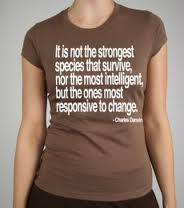 It is not the strongest
species that survive,
nor the most intelligent,
but the ones most
responsive to change.
- Charles Darwin